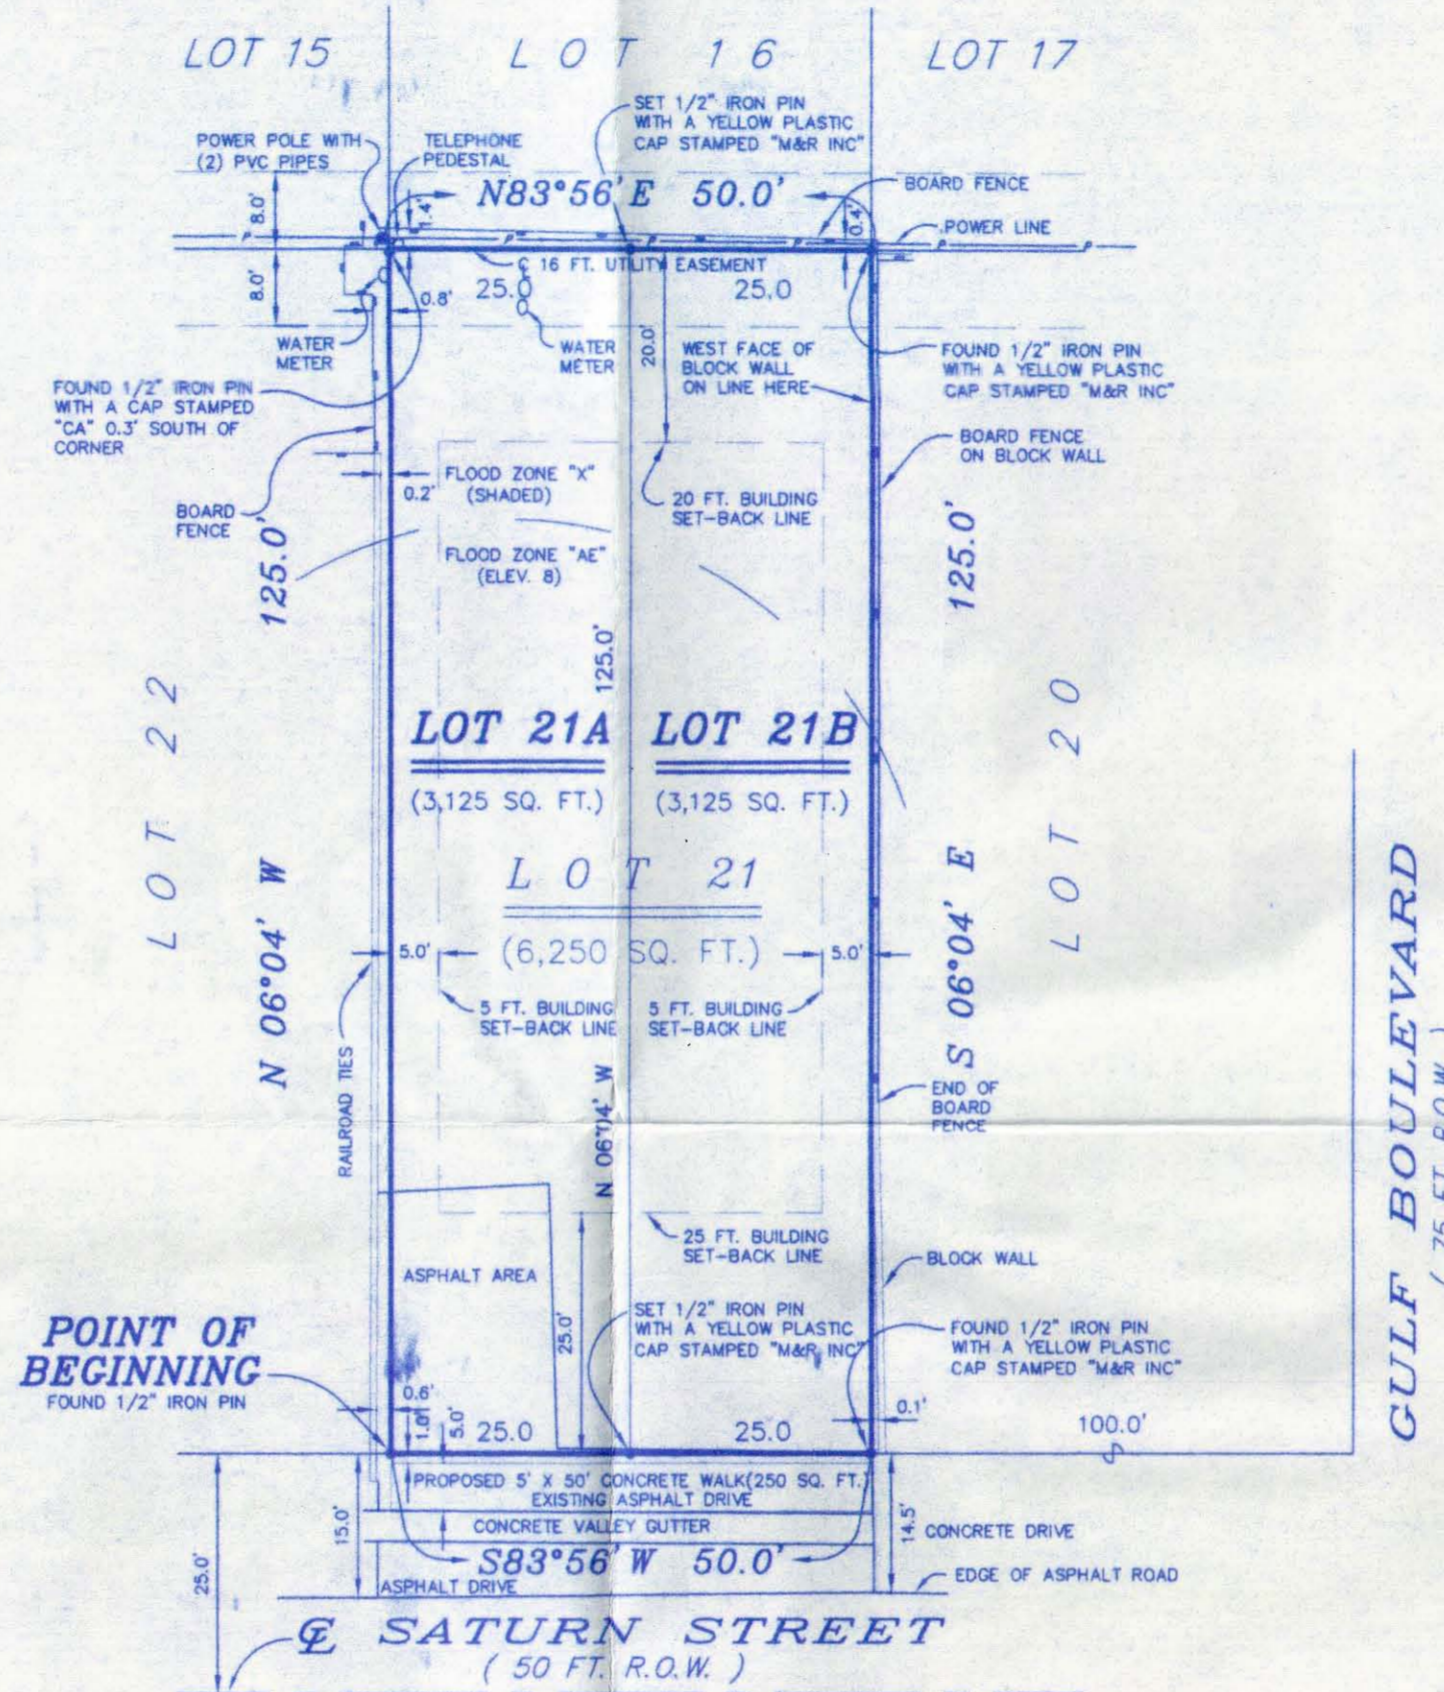 LOT 15
LOT 16
LOT 17
SET 1/2" IRON PIN
WITH A YELLOW PLASTIC
CAP STAMPED "M&R INC"
POWER POLE WITH
(2) PVC PIPES
TELEPHONE
PEDESTAL
N83°56' E 50.0'
BOARD FENCE
POWER LINE
8.0'
8.0'
1.4'
0.4'
℄ 16 FT. UTILITY EASEMENT
25.0
25.0
0.8'
20.0'
WATER
METER
WATER
METER
WEST FACE OF
BLOCK WALL
ON LINE HERE
FOUND 1/2" IRON PIN
WITH A YELLOW PLASTIC
CAP STAMPED "M&R INC"
FOUND 1/2" IRON PIN
WITH A CAP STAMPED
"CA" 0.3' SOUTH OF
CORNER
BOARD FENCE
ON BLOCK WALL
FLOOD ZONE "X"
(SHADED)
0.2'
20 FT. BUILDING
SET-BACK LINE
BOARD
FENCE
FLOOD ZONE "AE"
(ELEV. 8)
125.0'
125.0'
125.0'
LOT 22
LOT 21A
LOT 21B
(3,125 SQ. FT.)
(3,125 SQ. FT.)
LOT 20
LOT 21
(6,250 SQ. FT.)
5.0'
5.0'
N 06°04' W
S 06°04' E
5 FT. BUILDING
SET-BACK LINE
5 FT. BUILDING
SET-BACK LINE
RAILROAD TIES
N 06°04' W
END OF
BOARD
FENCE
GULF BOULEVARD
( 75 FT. R.O.W. )
25 FT. BUILDING
SET-BACK LINE
BLOCK WALL
ASPHALT AREA
25.0'
SET 1/2" IRON PIN
WITH A YELLOW PLASTIC
CAP STAMPED "M&R INC"
FOUND 1/2" IRON PIN
WITH A YELLOW PLASTIC
CAP STAMPED "M&R INC"
POINT OF
BEGINNING
FOUND 1/2" IRON PIN
0.6'
1.0'
5.0'
25.0
25.0
0.1'
100.0'
PROPOSED 5' X 50' CONCRETE WALK(250 SQ. FT.)
EXISTING ASPHALT DRIVE
CONCRETE VALLEY GUTTER
S83°56' W 50.0'
ASPHALT DRIVE
15.0'
25.0'
14.5'
CONCRETE DRIVE
EDGE OF ASPHALT ROAD
℄ SATURN STREET
( 50 FT. R.O.W. )